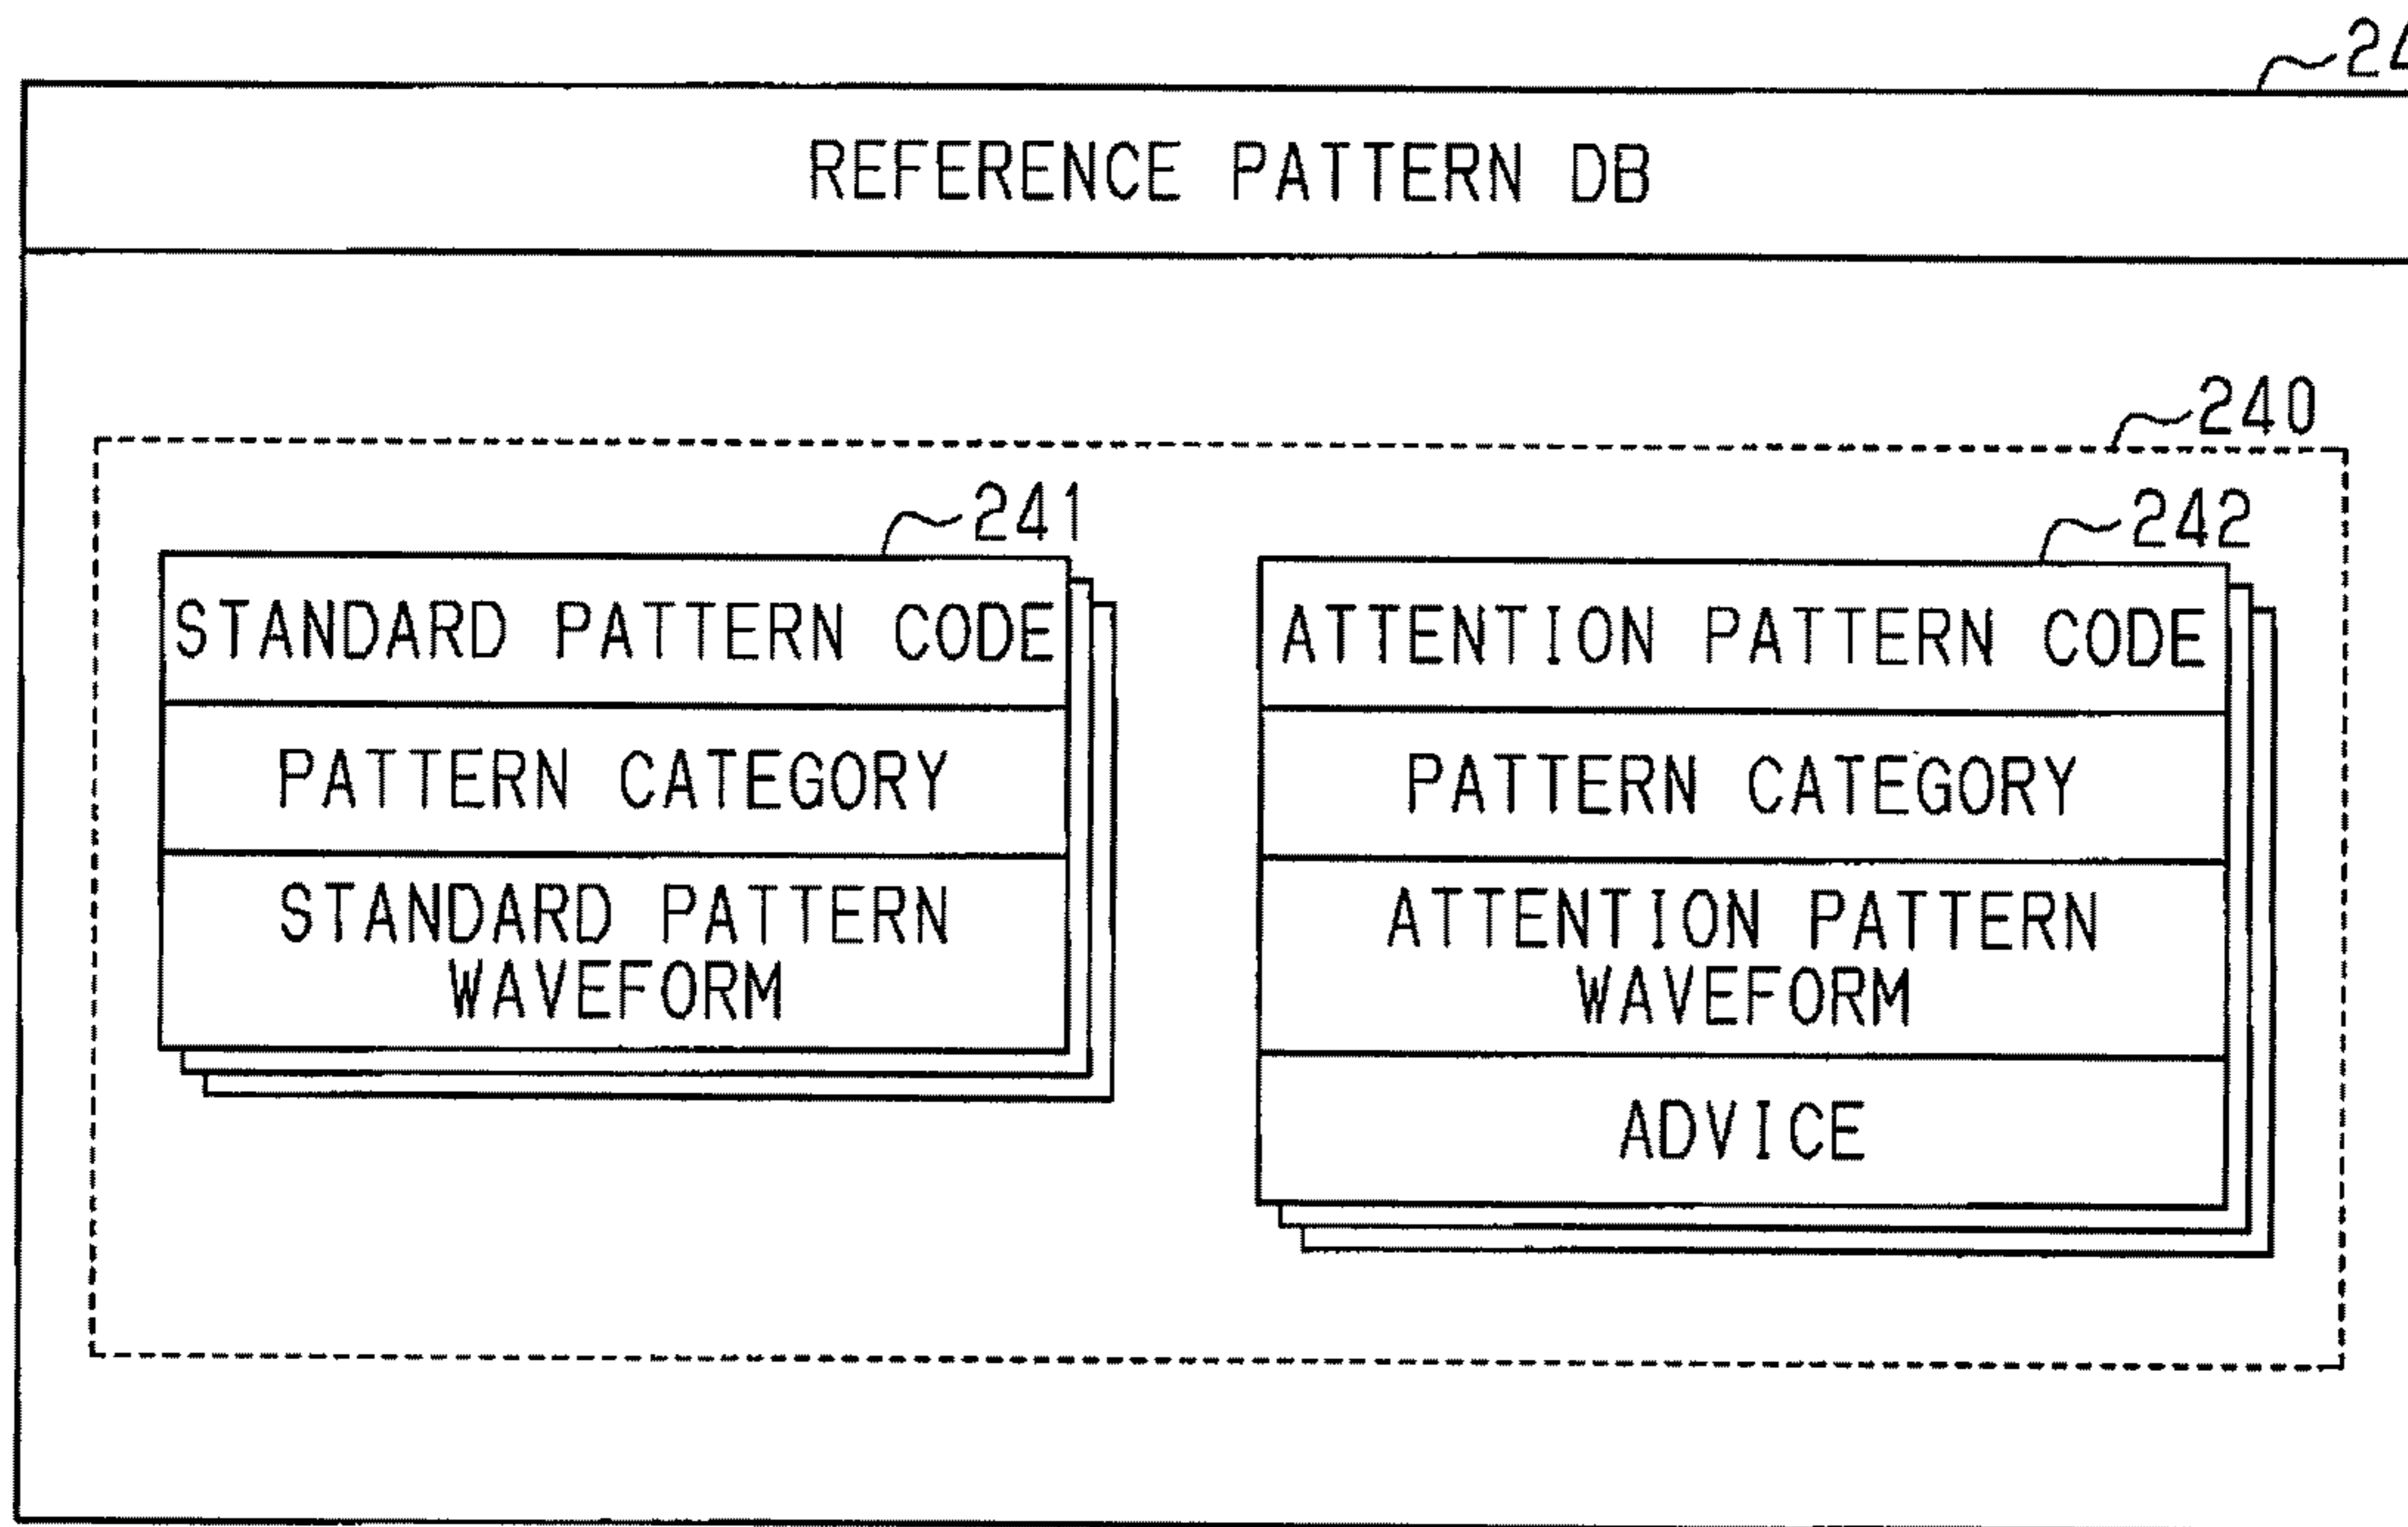 24
REFERENCE PATTERN DB
240
241
242
STANDARD PATTERN CODE
PATTERN CATEGORY
STANDARD PATTERN
WAVEFORM
ATTENTION PATTERN CODE
PATTERN CATEGORY
ATTENTION PATTERN
WAVEFORM
ADVICE